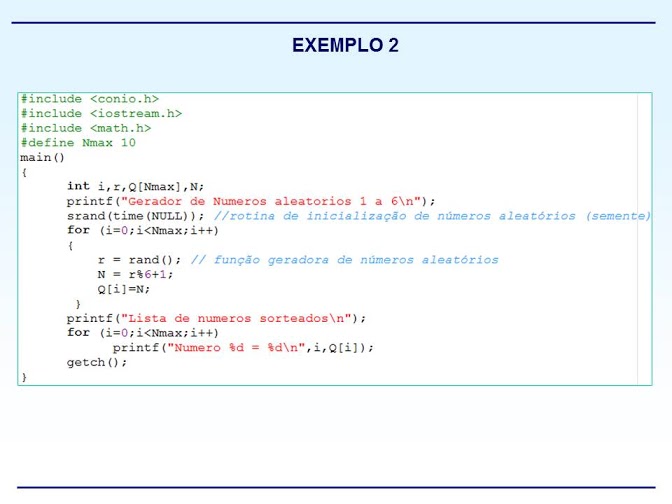 EXEMPLO 2
#include <conio.h>
#include <iostream.h>
#include <math.h>
#define Nmax 10
main()
{
int i,r,Q[Nmax],N;
printf("Gerador de Numeros aleatorios 1 a 6\n");
srand(time(NULL)); //rotina de inicialização de números aleatórios (semente)
for (i=0;i<Nmax;i++)
{
r = rand(); // função geradora de números aleatórios
N = r%6+1;
Q[i]=N;
}
printf("Lista de numeros sorteados\n");
for (i=0;i<Nmax;i++)
printf("Numero %d = %d\n",i,Q[i]);
getch();
}